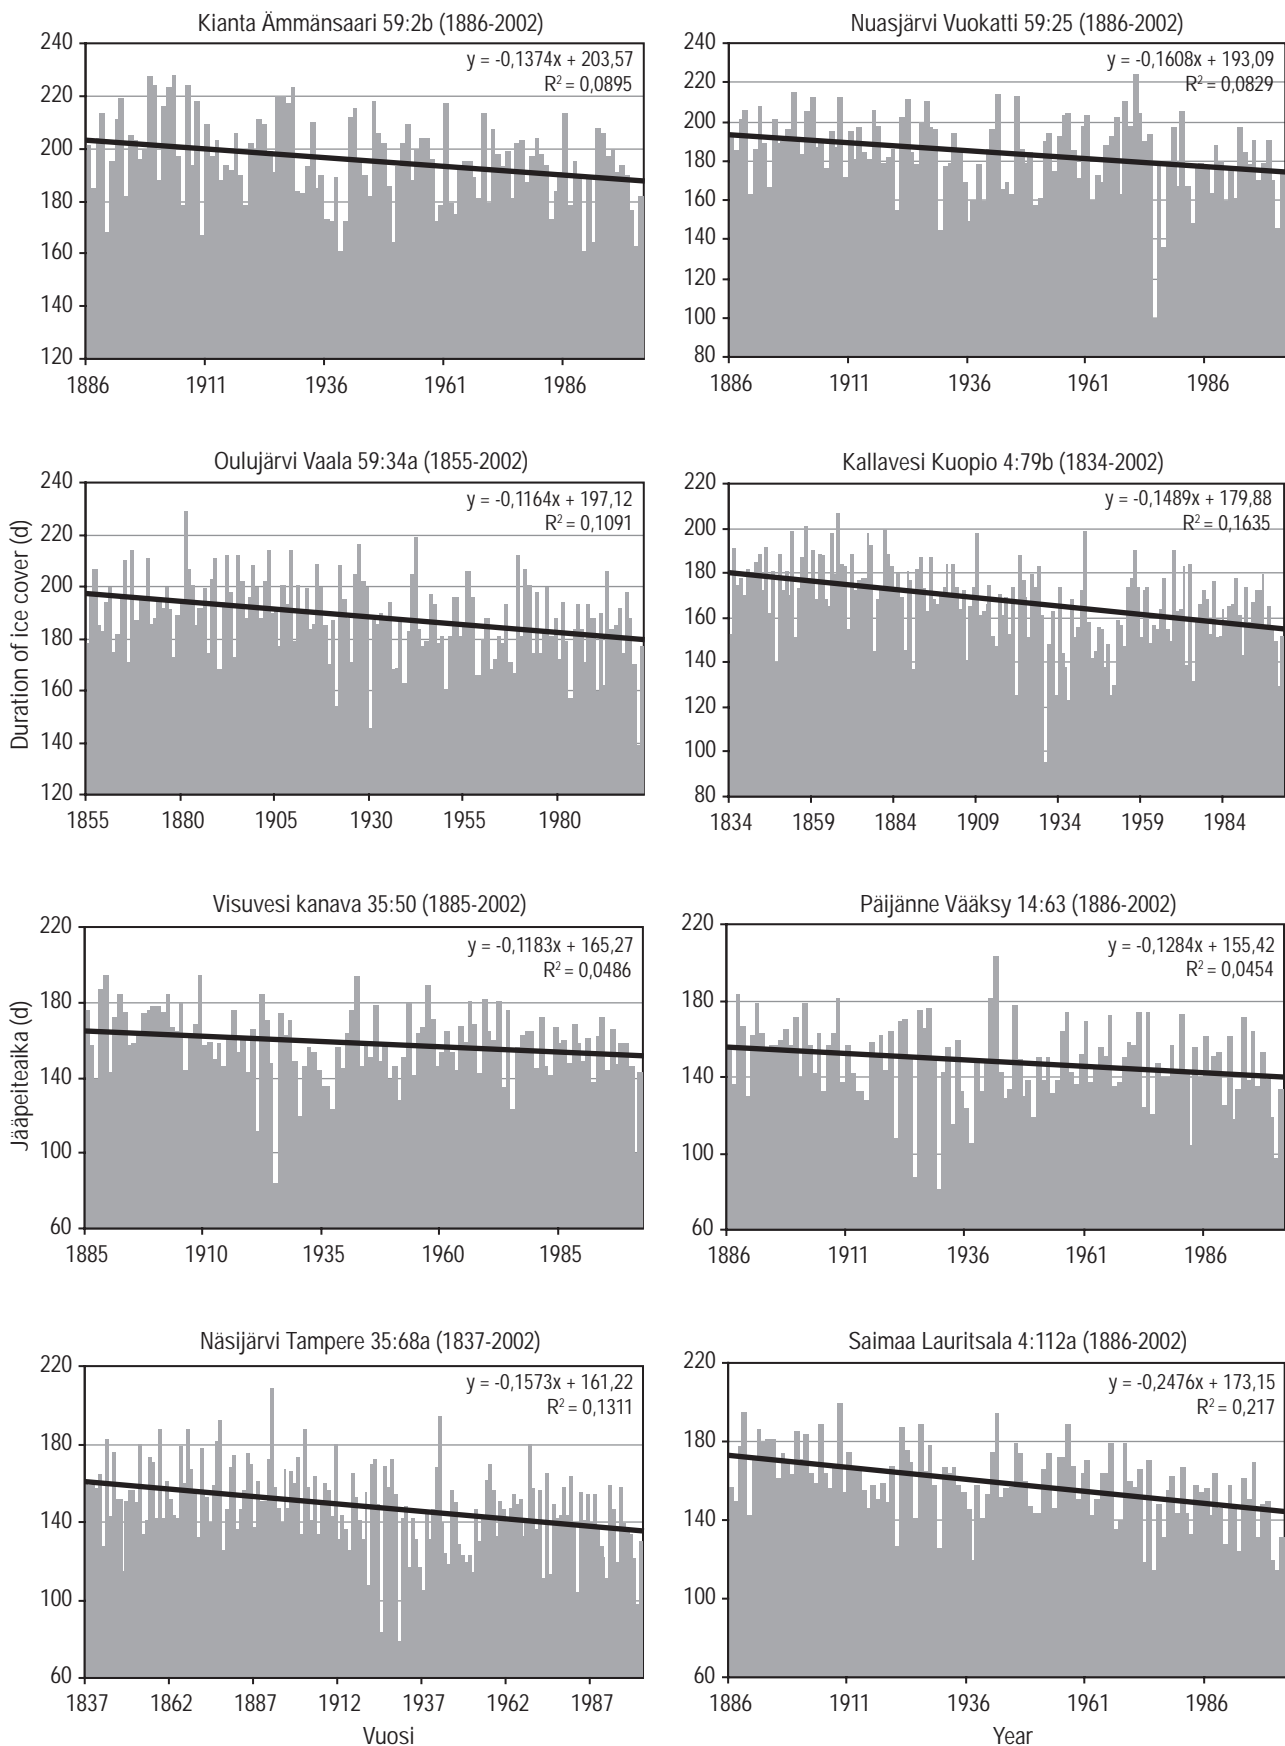 Kianta Ämmänsaari 59:2b (1886-2002)
y = -0,1374x + 203,57
R² = 0,0895
240
220
200
180
160
140
120
1886 1911 1936 1961 1986
Nuasjärvi Vuokatti 59:25 (1886-2002)
y = -0,1608x + 193,09
R² = 0,0829
240
220
200
180
160
140
120
100
80
1886 1911 1936 1961 1986
Oulujärvi Vaala 59:34a (1855-2002)
y = -0,1164x + 197,12
R² = 0,1091
240
220
200
180
160
140
120
1855 1880 1905 1930 1955 1980
Duration of ice cover (d)
Kallavesi Kuopio 4:79b (1834-2002)
y = -0,1489x + 179,88
R² = 0,1635
220
200
180
160
140
120
100
80
1834 1859 1884 1909 1934 1959 1984
Visuvesi kanava 35:50 (1885-2002)
y = -0,1183x + 165,27
R² = 0,0486
220
180
140
100
60
1885 1910 1935 1960 1985
Jääpeiteaika (d)
Päijänne Vääksy 14:63 (1886-2002)
y = -0,1284x + 155,42
R² = 0,0454
220
180
140
100
60
1886 1911 1936 1961 1986
Näsijärvi Tampere 35:68a (1837-2002)
y = -0,1573x + 161,22
R² = 0,1311
220
180
140
100
60
1837 1862 1887 1912 1937 1962 1987
Vuosi
Saimaa Lauritsala 4:112a (1886-2002)
y = -0,2476x + 173,15
R² = 0,217
220
180
140
100
60
1886 1911 1936 1961 1986
Year